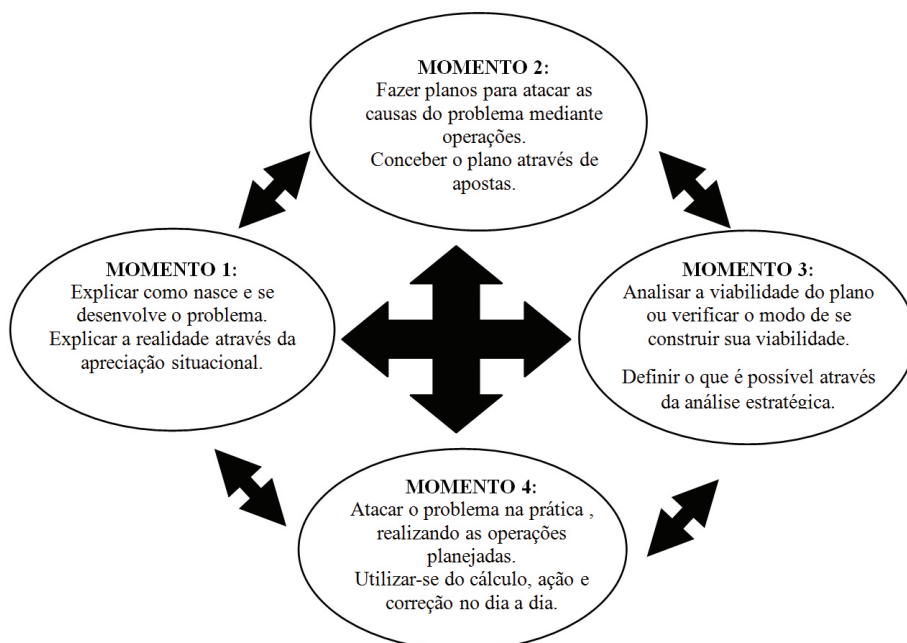 MOMENTO 2:
Fazer planos para atacar as
causas do problema mediante
operações.
Conceber o plano através de
apostas.
MOMENTO 1:
Explicar como nasce e se
desenvolve o problema.
Explicar a realidade através da
apreciação situacional.
MOMENTO 3:
Analisar a viabilidade do plano
ou verificar o modo de se
construir sua viabilidade.
Definir o que é possível através
da análise estratégica.
MOMENTO 4:
Atacar o problema na prática ,
realizando as operações
planejadas.
Utilizar-se do cálculo, ação e
correção no dia a dia.